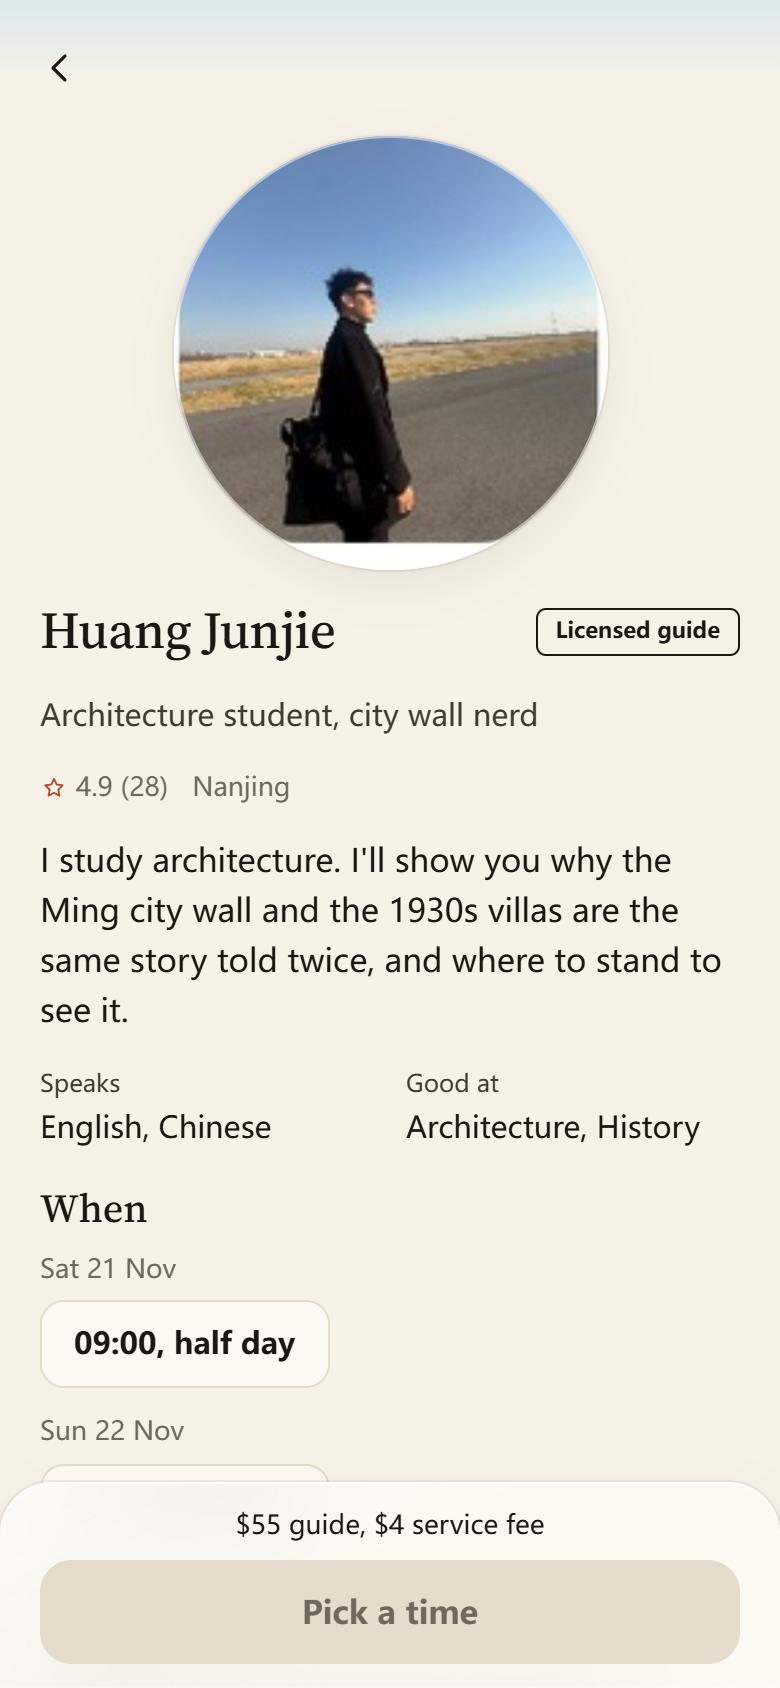 Huang Junjie
Licensed guide
Architecture student, city wall nerd
4.9 (28) Nanjing
I study architecture. I'll show you why the
Ming city wall and the 1930s villas are the
same story told twice, and where to stand to
see it.
Speaks
English, Chinese
Good at
Architecture, History
When
Sat 21 Nov
09:00, half day
Sun 22 Nov
$55 guide, $4 service fee
Pick a time